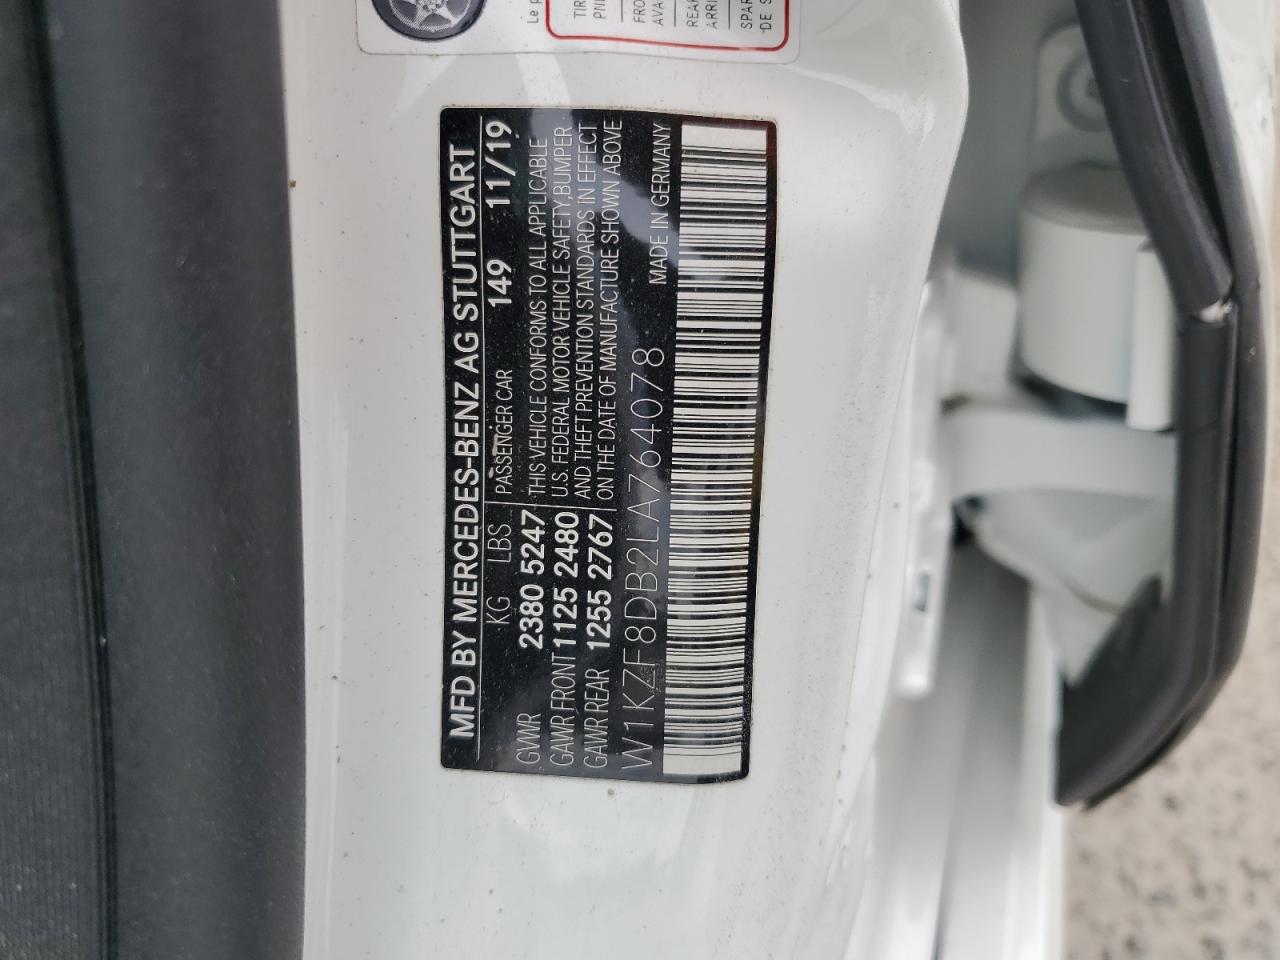 MFD BY MERCEDES-BENZ AG STUTTGART
KG LBS PASSENGER CAR 149 11/19
GVWR 2380 5247 THIS VEHICLE CONFORMS TO ALL APPLICABLE
GAWR FRONT 1125 2480 U.S. FEDERAL MOTOR VEHICLE SAFETY,BUMPER
GAWR REAR 1255 2767 AND THEFT PREVENTION STANDARDS IN EFFECT
ON THE DATE OF MANUFACTURE SHOWN ABOVE
W1KZF8DB2LA764078 MADE IN GERMANY
Le